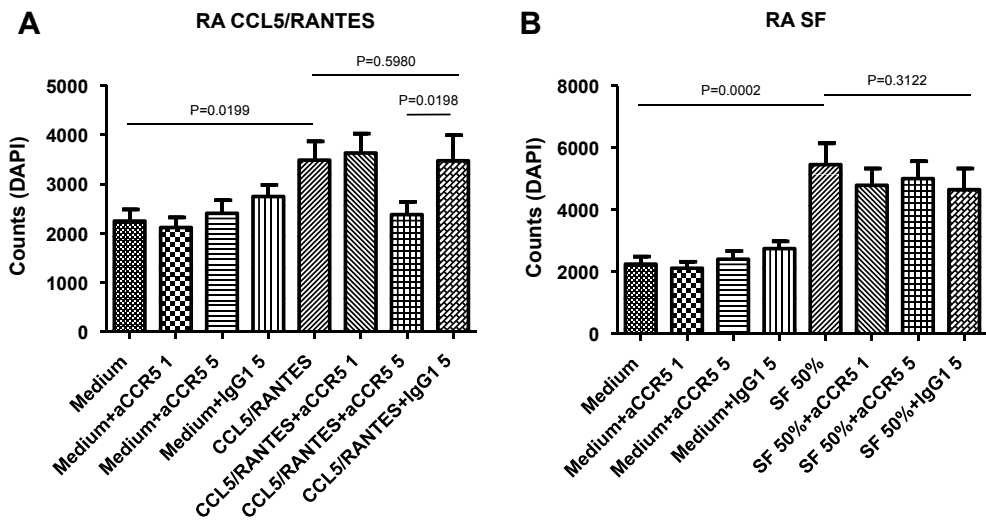 A
RA CCL5/RANTES
P=0.5980
P=0.0199
P=0.0198
Counts (DAPI)
5000
4000
3000
2000
1000
0
Medium
Medium+aCCR5 1
Medium+aCCR5 5
Medium+IgG1 5
CCL5/RANTES
CCL5/RANTES+aCCR5 1
CCL5/RANTES+aCCR5 5
CCL5/RANTES+IgG1 5
B
RA SF
P=0.0002
P=0.3122
Counts (DAPI)
8000
6000
4000
2000
0
Medium
Medium+aCCR5 1
Medium+aCCR5 5
Medium+IgG1 5
SF 50%
SF 50%+aCCR5 1
SF 50%+aCCR5 5
SF 50%+IgG1 5